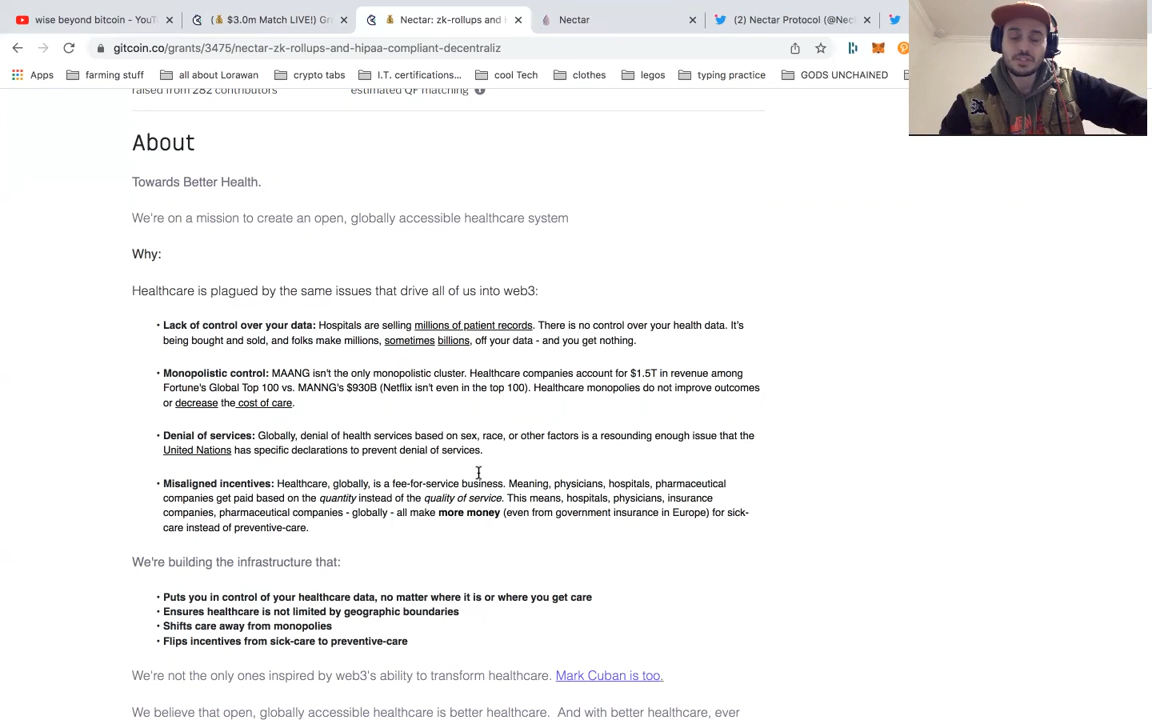 wise beyond bitcoin - YouT
($3.0m Match LIVE!) Gr
Nectar: zk-rollups and H
Nectar
(2) Nectar Protocol (@Nec
gitcoin.co/grants/3475/nectar-zk-rollups-and-hipaa-compliant-decentraliz
Apps farming stuff all about Lorawan crypto tabs I.T. certifications... cool Tech clothes legos typing practice GODS UNCHAINED
raised from 282 contributors estimated QF matching
About
Towards Better Health.
We're on a mission to create an open, globally accessible healthcare system
Why:
Healthcare is plagued by the same issues that drive all of us into web3:
• Lack of control over your data: Hospitals are selling millions of patient records. There is no control over your health data. It's
being bought and sold, and folks make millions, sometimes billions, off your data - and you get nothing.
• Monopolistic control: MAANG isn't the only monopolistic cluster. Healthcare companies account for $1.5T in revenue among
Fortune's Global Top 100 vs. MANNG's $930B (Netflix isn't even in the top 100). Healthcare monopolies do not improve outcomes
or decrease the cost of care.
• Denial of services: Globally, denial of health services based on sex, race, or other factors is a resounding enough issue that the
United Nations has specific declarations to prevent denial of services.
• Misaligned incentives: Healthcare, globally, is a fee-for-service business. Meaning, physicians, hospitals, pharmaceutical
companies get paid based on the quantity instead of the quality of service. This means, hospitals, physicians, insurance
companies, pharmaceutical companies - globally - all make more money (even from government insurance in Europe) for sick-
care instead of preventive-care.
We're building the infrastructure that:
• Puts you in control of your healthcare data, no matter where it is or where you get care
• Ensures healthcare is not limited by geographic boundaries
• Shifts care away from monopolies
• Flips incentives from sick-care to preventive-care
We're not the only ones inspired by web3's ability to transform healthcare. Mark Cuban is too.
We believe that open, globally accessible healthcare is better healthcare. And with better healthcare, ever